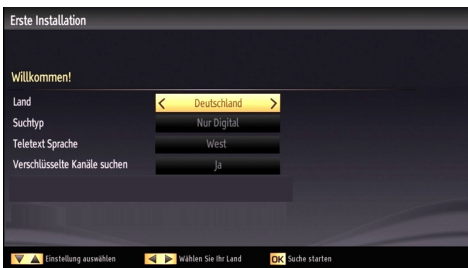 Erste Installation
Willkommen!
Land Deutschland
Suchtyp Nur Digital
Teletext Sprache West
Verschlüsselte Kanäle suchen Ja
Einstellung auswählen Wählen Sie Ihr Land OK Suche starten